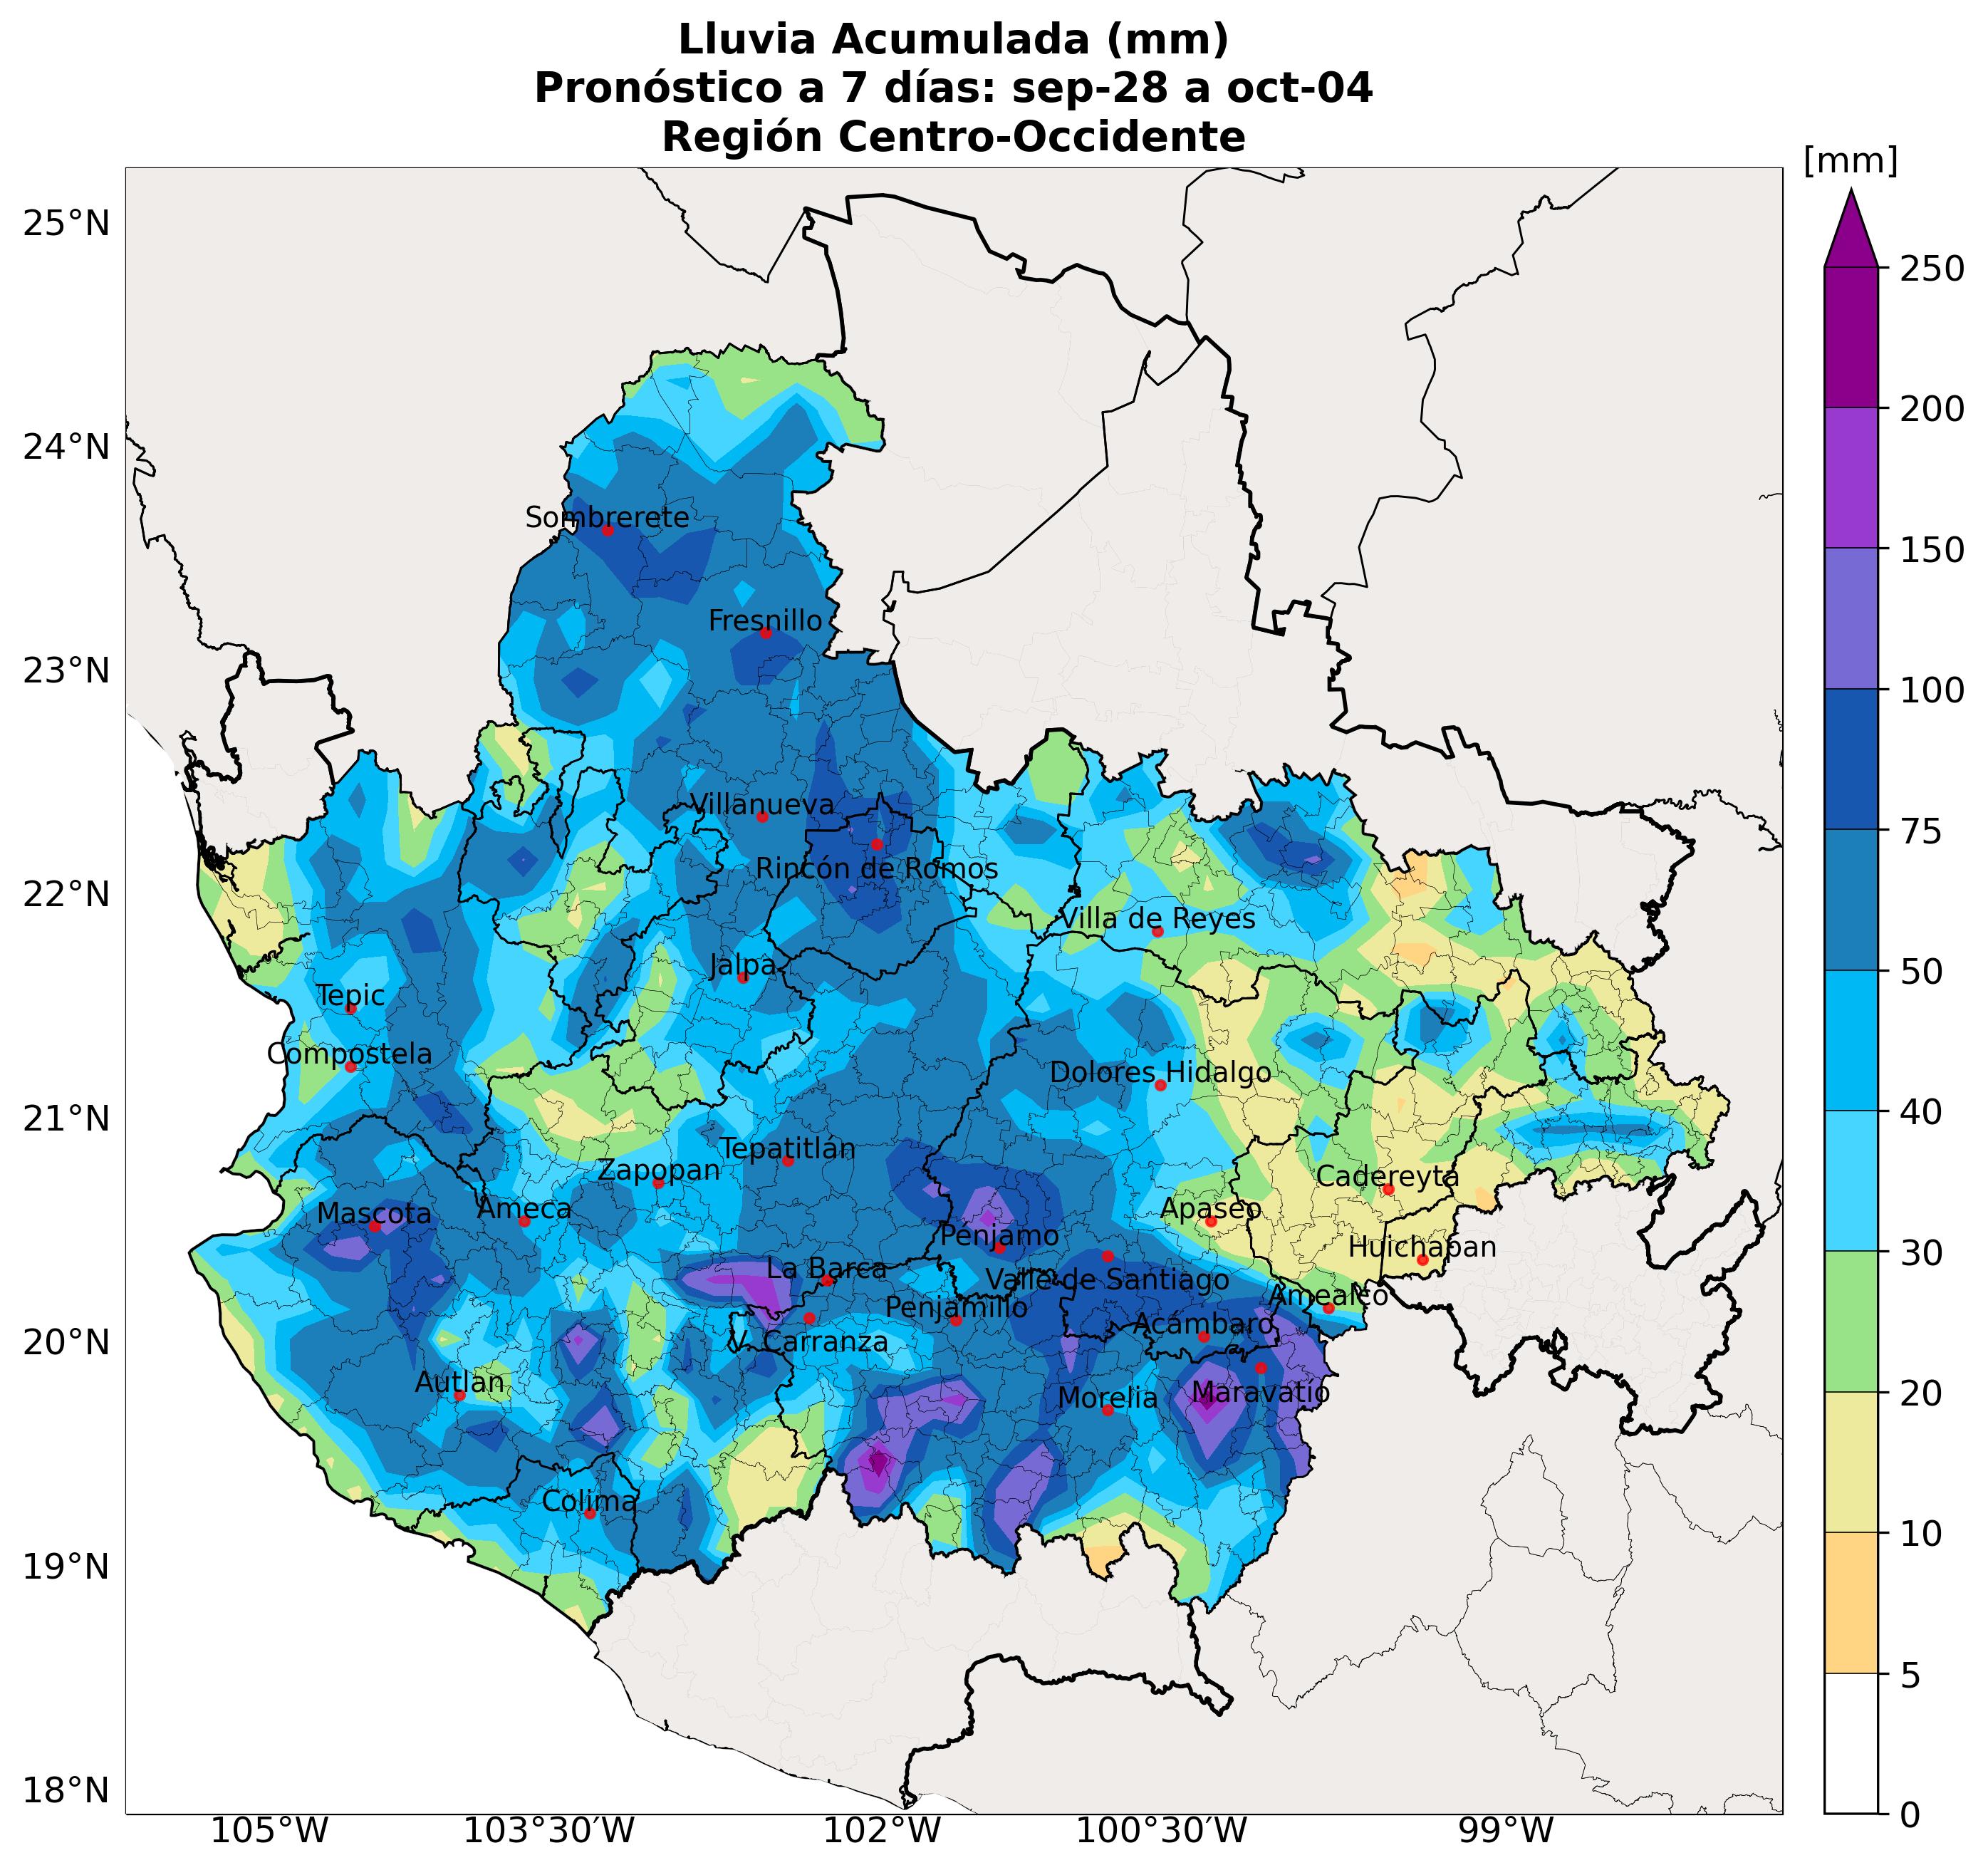 Lluvia Acumulada (mm)
Pronóstico a 7 días: sep-28 a oct-04
Región Centro-Occidente
[mm]
25°N
24°N
23°N
22°N
21°N
20°N
19°N
18°N
250
200
150
100
75
50
40
30
20
10
5
0
Sombrerete
Fresnillo
Villanueva
Rincón de Romos
Villa de Reyes
Jalpa
Tepic
Compostela
Dolores Hidalgo
Tepatitlán
Zapopan
Cadereyta
Mascota
Ameca
Apaseo
Penjamo
Huichapan
La Barca
Valle de Santiago
Amealco
Penjamillo
Acámbaro
V. Carranza
Autlan
Morelia
Maravatío
Colima
105°W
103°30'W
102°W
100°30'W
99°W